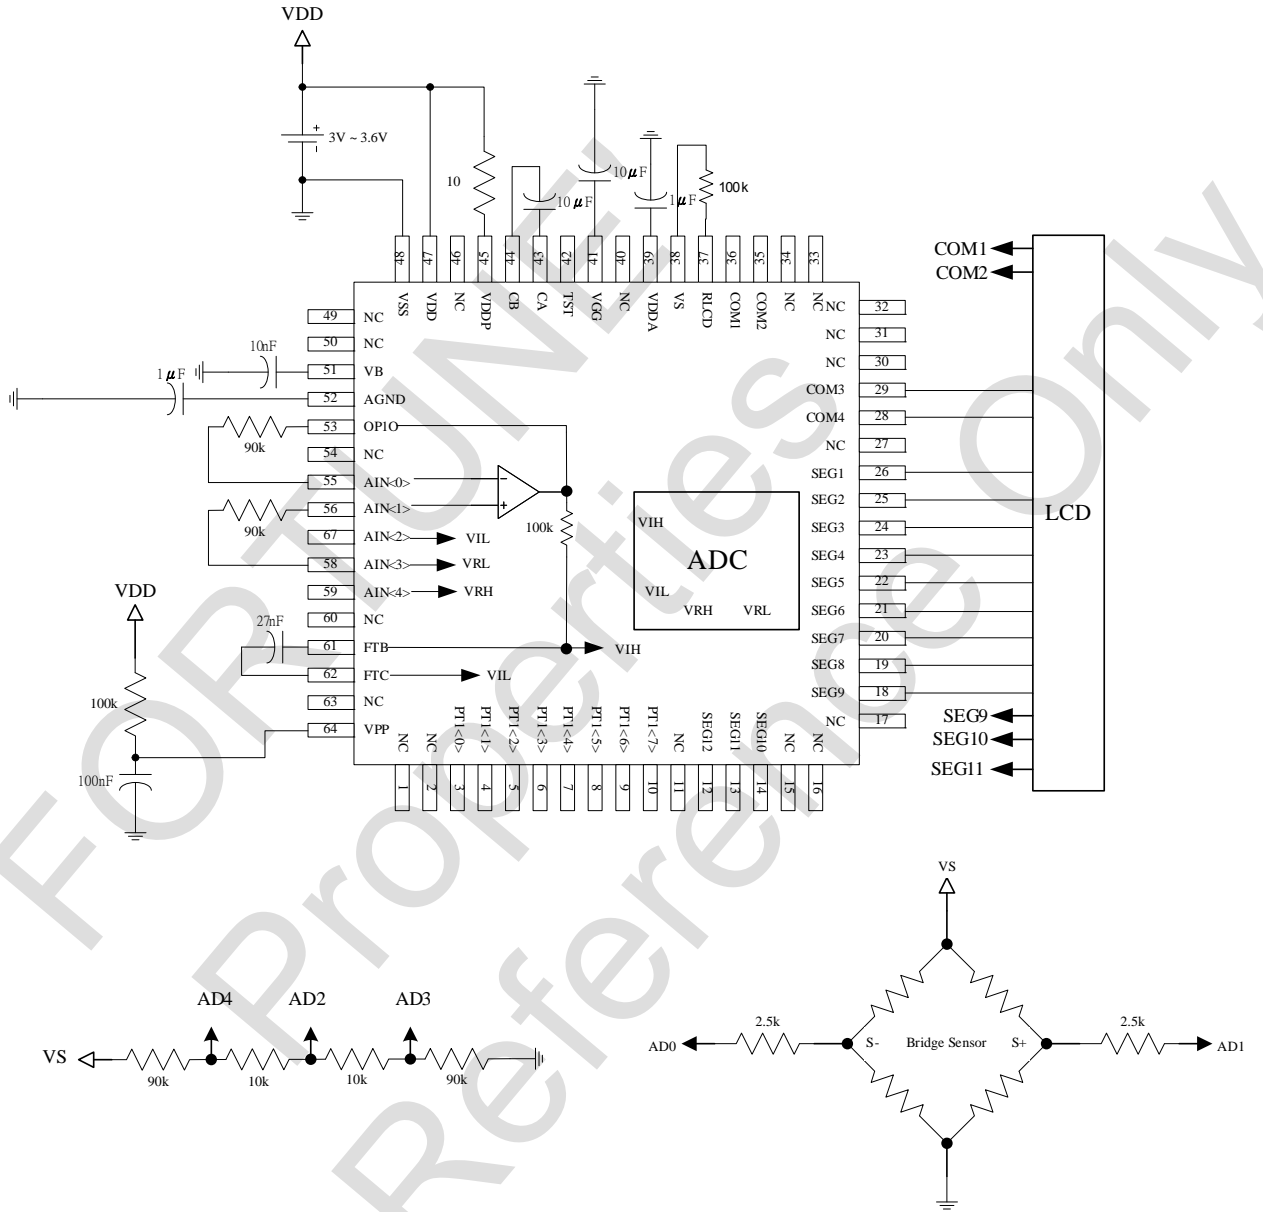 VDD
3V ~ 3.6V
10
10μF
10μF
1μF
100k
48 47 46 45 44 43 42 41 40 39 38 37 36 35 34 33
VSS VDD NC VDDP CB CA TST VGG NC VDDA VS RLCD COM1 COM2 NC NC
49 NC
50 NC
10nF
51 VB
1μF
52 AGND
53 OP1O
90k
54 NC
55 AIN<0>
56 AIN<1>
90k
67 AIN<2> VIL
58 AIN<3> VRL
59 AIN<4> VRH
60 NC
27nF
61 FTB VIH
62 FTC VIL
63 NC
64 VPP
VDD
100k
100nF
-
+
100k
VIH
ADC
VIL
VRH VRL
NC 32
NC 31
NC 30
COM3 29
COM4 28
NC 27
SEG1 26
SEG2 25
SEG3 24
SEG4 23
SEG5 22
SEG6 21
SEG7 20
SEG8 19
SEG9 18
NC 17
COM1
COM2
LCD
SEG9
SEG10
SEG11
NC NC PT1<0> PT1<1> PT1<2> PT1<3> PT1<4> PT1<5> PT1<6> PT1<7> NC SEG12 SEG11 SEG10 NC NC
1 2 3 4 5 6 7 8 9 10 11 12 13 14 15 16
AD4 AD2 AD3
VS
90k 10k 10k 90k
VS
2.5k 2.5k
AD0 S- Bridge Sensor S+ AD1
FORTUNE'
Properties
Reference Only